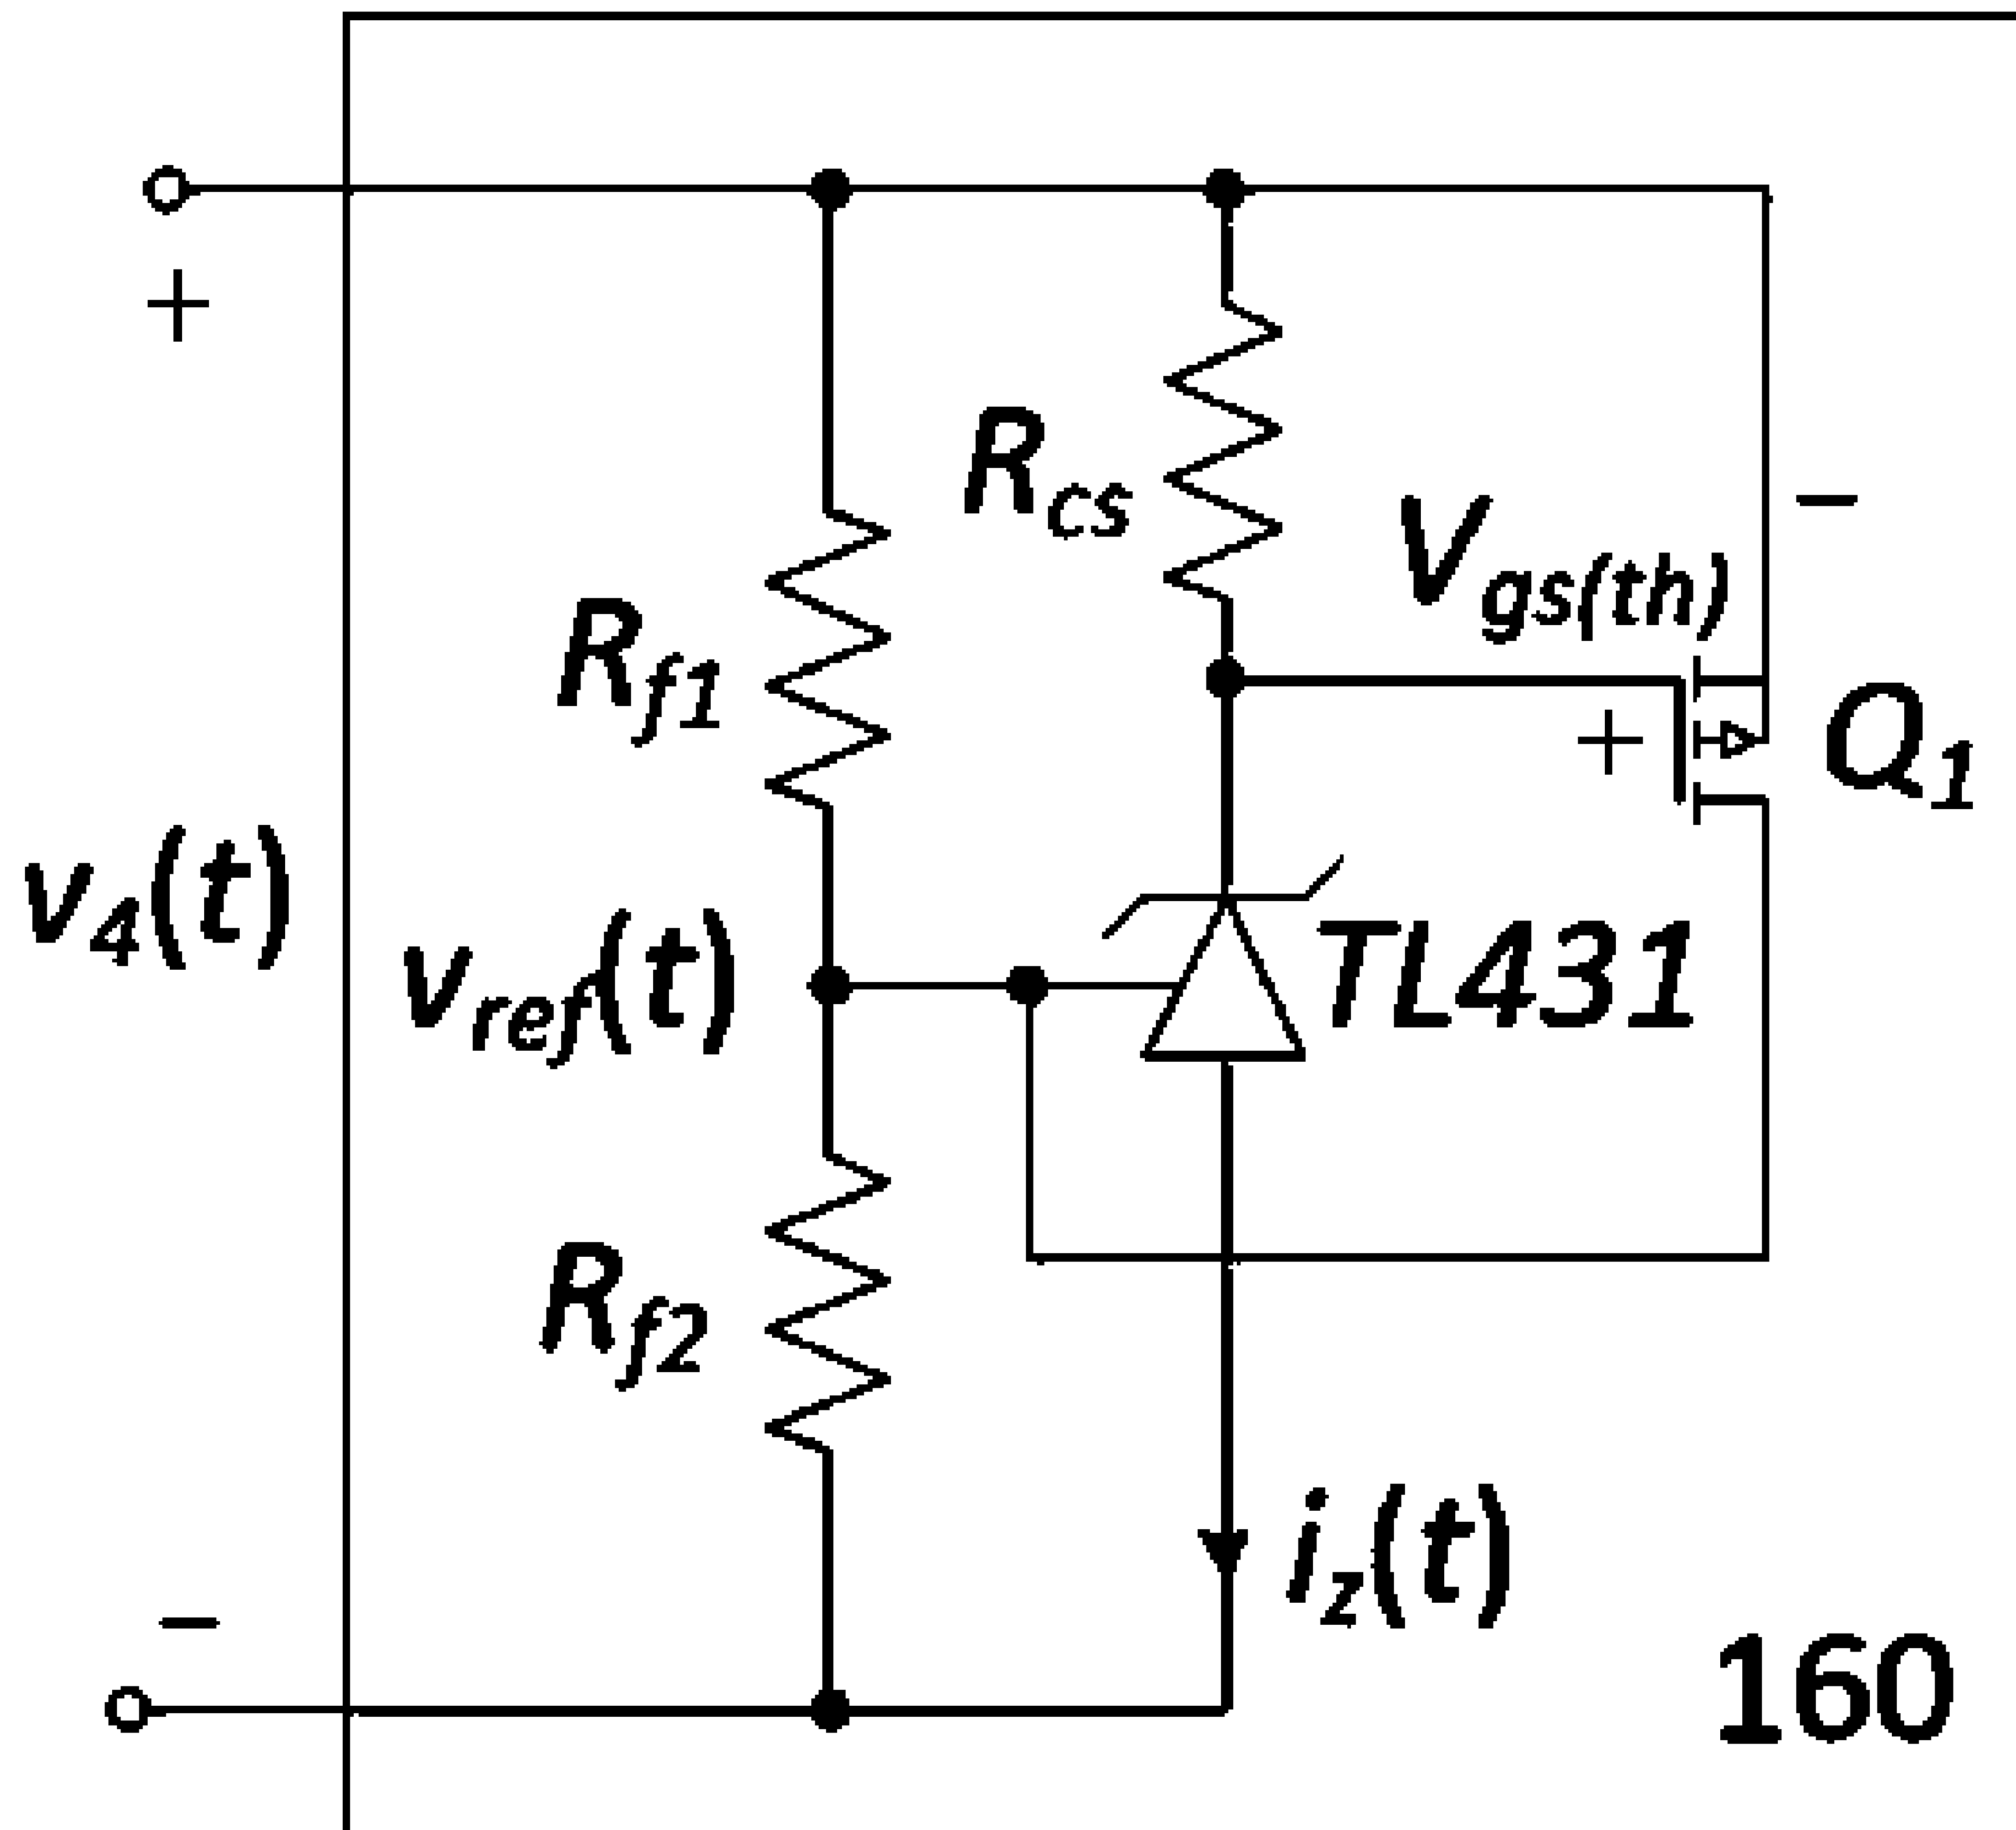 +
R_cs
V_gs(th)
−
R_f1
+
Q_1
v_4(t)
v_ref(t)
TL431
R_f2
i_z(t)
−
160